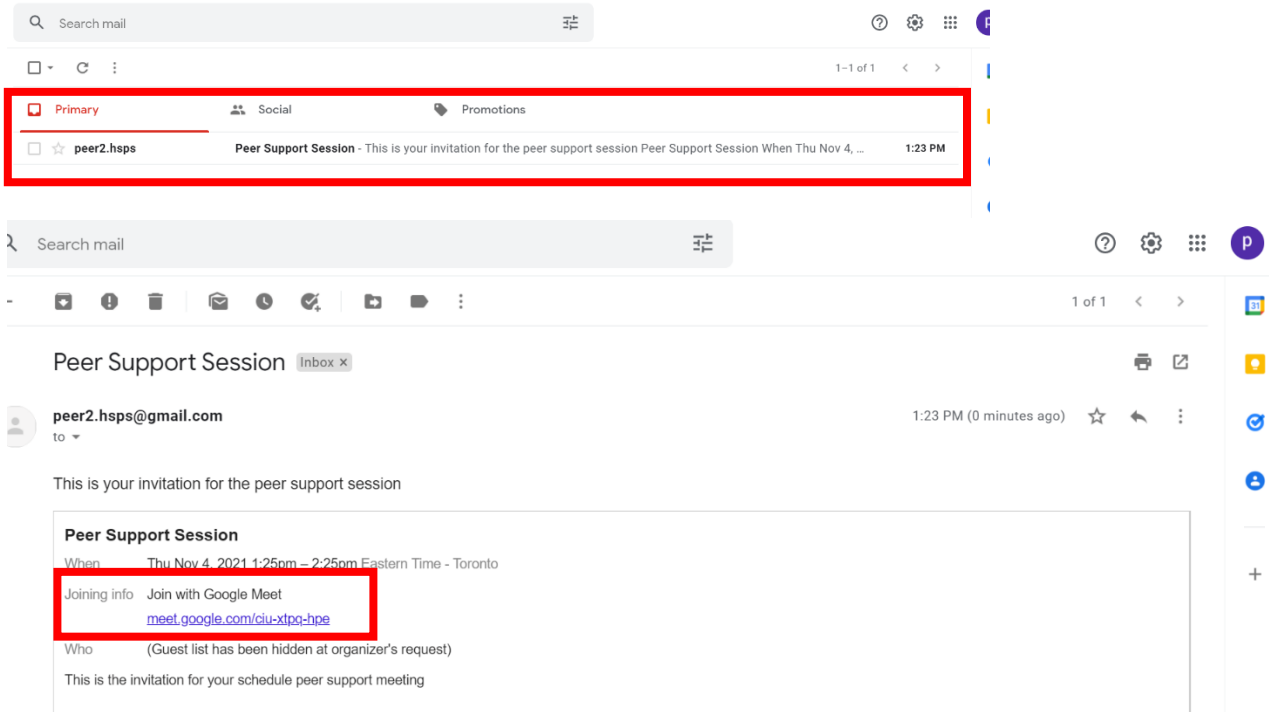 Search mail
1–1 of 1
Primary Social Promotions
peer2.hsps Peer Support Session - This is your invitation for the peer support session Peer Support Session When Thu Nov 4, ... 1:23 PM
Search mail
p
1 of 1
31
Peer Support Session Inbox x
peer2.hsps@gmail.com 1:23 PM (0 minutes ago)
to
This is your invitation for the peer support session
Peer Support Session
When Thu Nov 4, 2021 1:25pm – 2:25pm Eastern Time - Toronto
Joining info Join with Google Meet
meet.google.com/ciu-xtpq-hpe
Who (Guest list has been hidden at organizer's request)
This is the invitation for your schedule peer support meeting